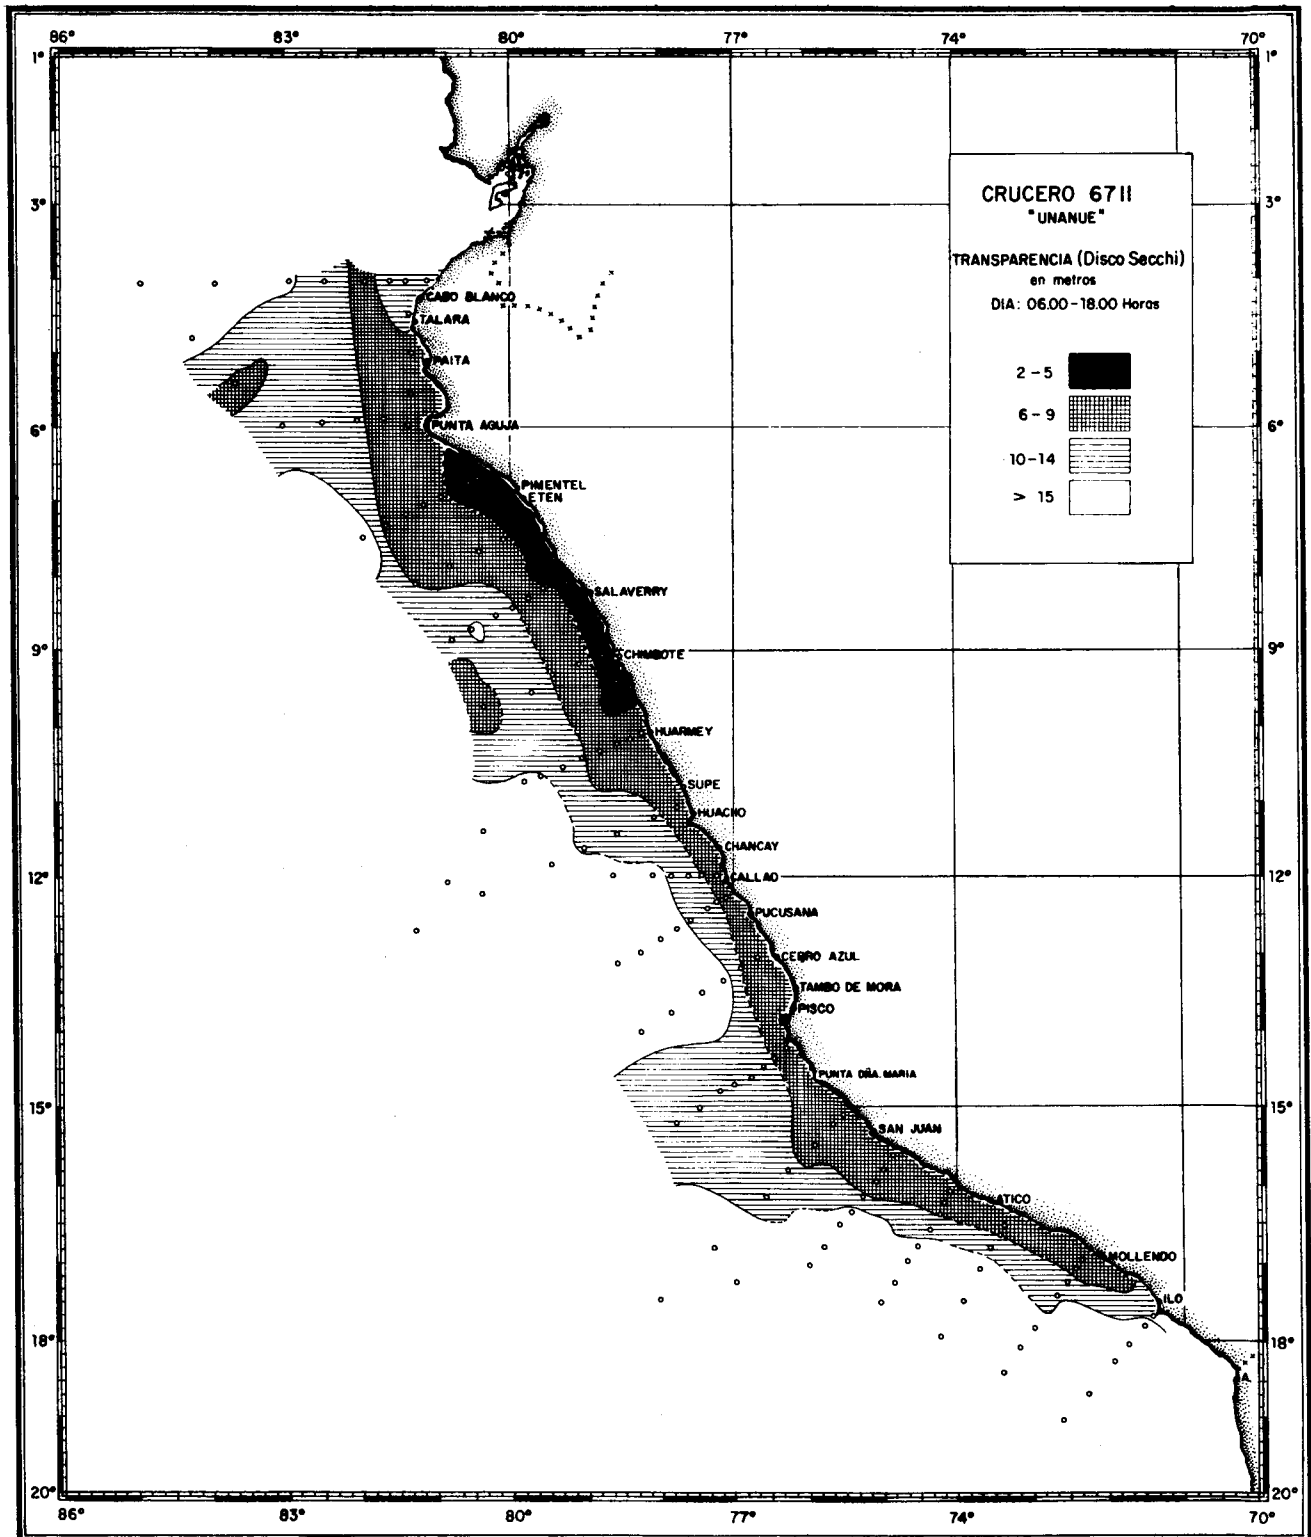 86° 83° 80° 77° 74° 70°
1° 1°
3° 3°
6° 6°
9° 9°
12° 12°
15° 15°
18° 18°
20° 20°
86° 83° 80° 77° 74° 70°
CRUCERO 6711
"UNANUE"
TRANSPARENCIA (Disco Secchi)
en metros
DIA: 06.00-18.00 Horas
2-5
6-9
10-14
> 15
CABO BLANCO
TALARA
PAITA
PUNTA AGUJA
PIMENTEL
ETEN
SALAVERRY
CHIMBOTE
HUARMEY
SUPE
HUACHO
CHANCAY
CALLAO
PUCUSANA
CERRO AZUL
TAMBO DE MORA
PISCO
PUNTA DÑA. MARIA
SAN JUAN
ATICO
MOLLENDO
ILO
A.